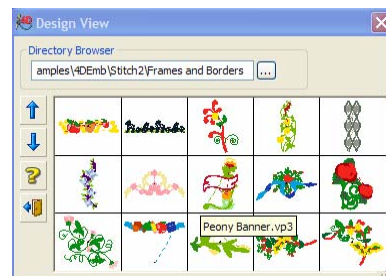 Design View
Directory Browser
amples\4DEmb\Stitch2\Frames and Borders
...
?
Peony Banner.vp3